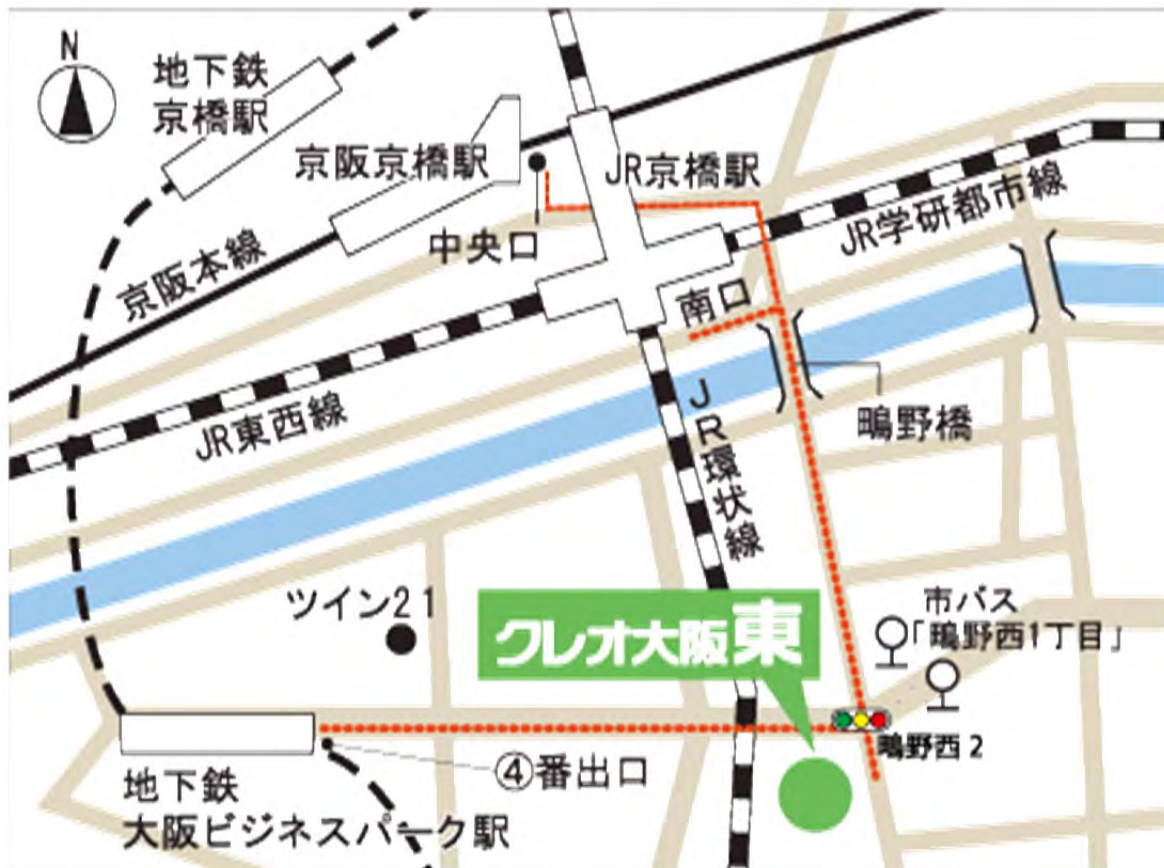 N
地下鉄
京橋駅
京阪京橋駅
JR京橋駅
中央口
京阪本線
JR学研都市線
南口
JR東西線
JR環状線
鴫野橋
ツイン21
クレオ大阪東
市バス
「鴫野西1丁目」
鴫野西2
④番出口
地下鉄
大阪ビジネスパーク駅